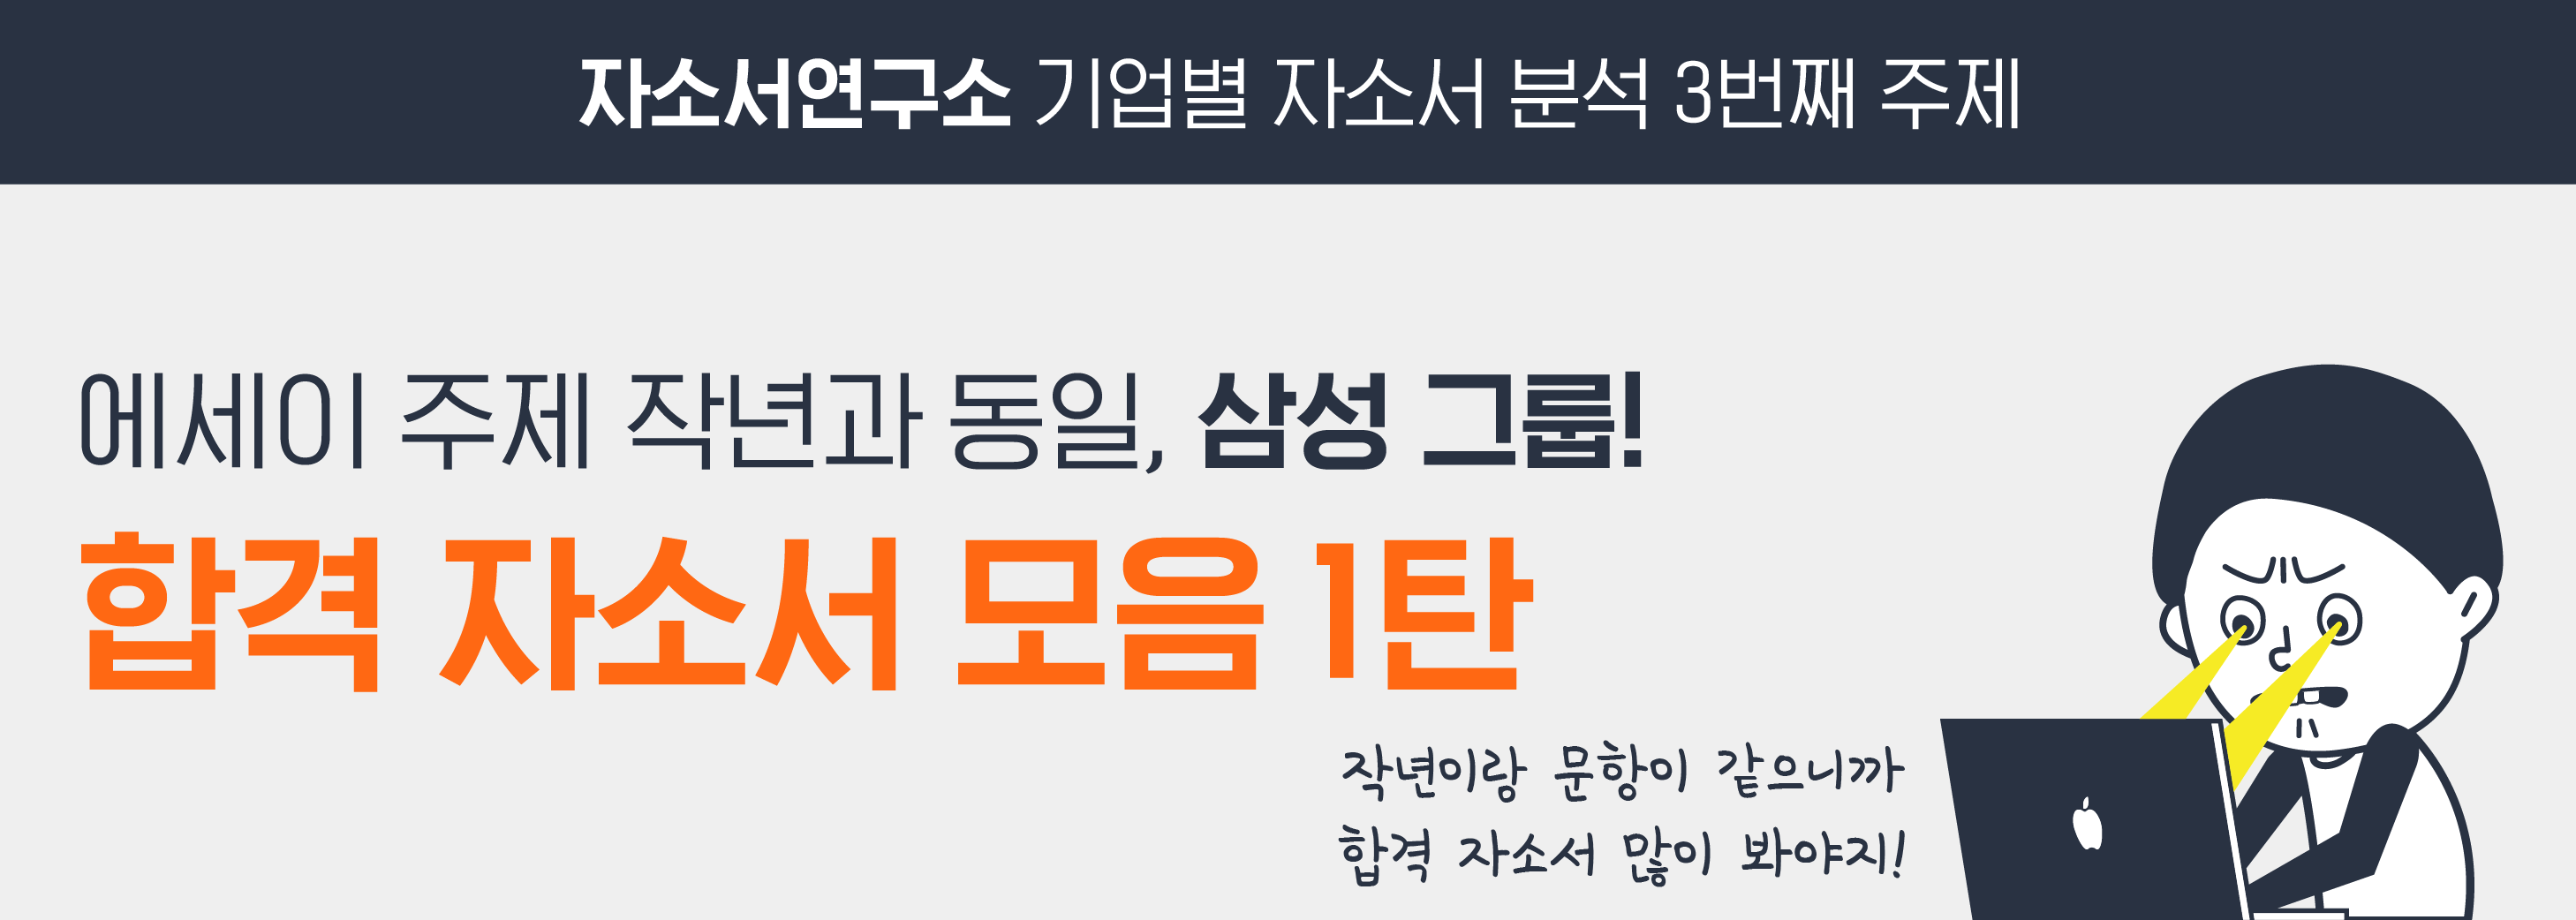 자소서연구소 기업별 자소서 분석 3번째 주제
에세이 주제 작년과 동일, 삼성 그룹!
합격 자소서 모음 1탄
작년이랑 문항이 같으니까
합격 자소서 많이 봐야지!